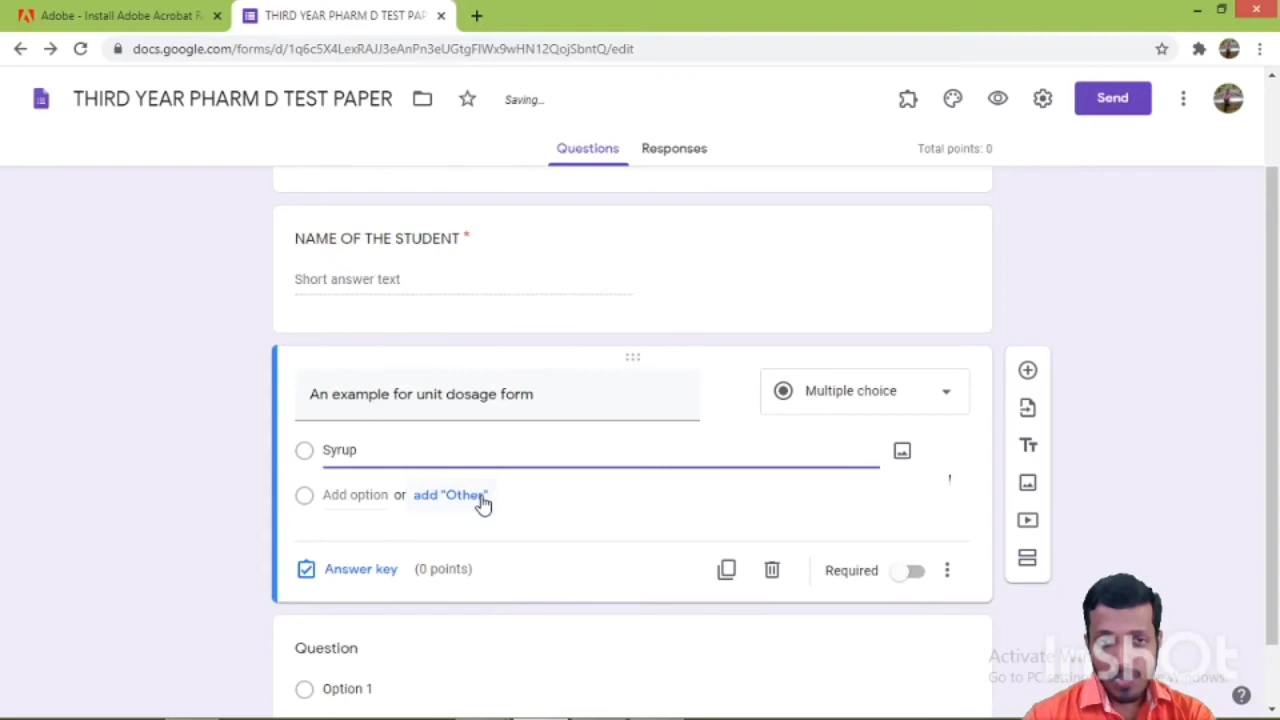 Adobe - Install Adobe Acrobat R
THIRD YEAR PHARM D TEST PAP
docs.google.com/forms/d/1q6c5X4LexRAJJ3eAnPn3eUGtgFIWx9wHN12QojSbntQ/edit
THIRD YEAR PHARM D TEST PAPER
Saving...
Send
Questions
Responses
Total points: 0
NAME OF THE STUDENT *
Short answer text
An example for unit dosage form
Multiple choice
Syrup
Add option or add "Other"
Answer key (0 points)
Required
Question
Option 1
InshOt
Activate
Go to PC settings
Windows.